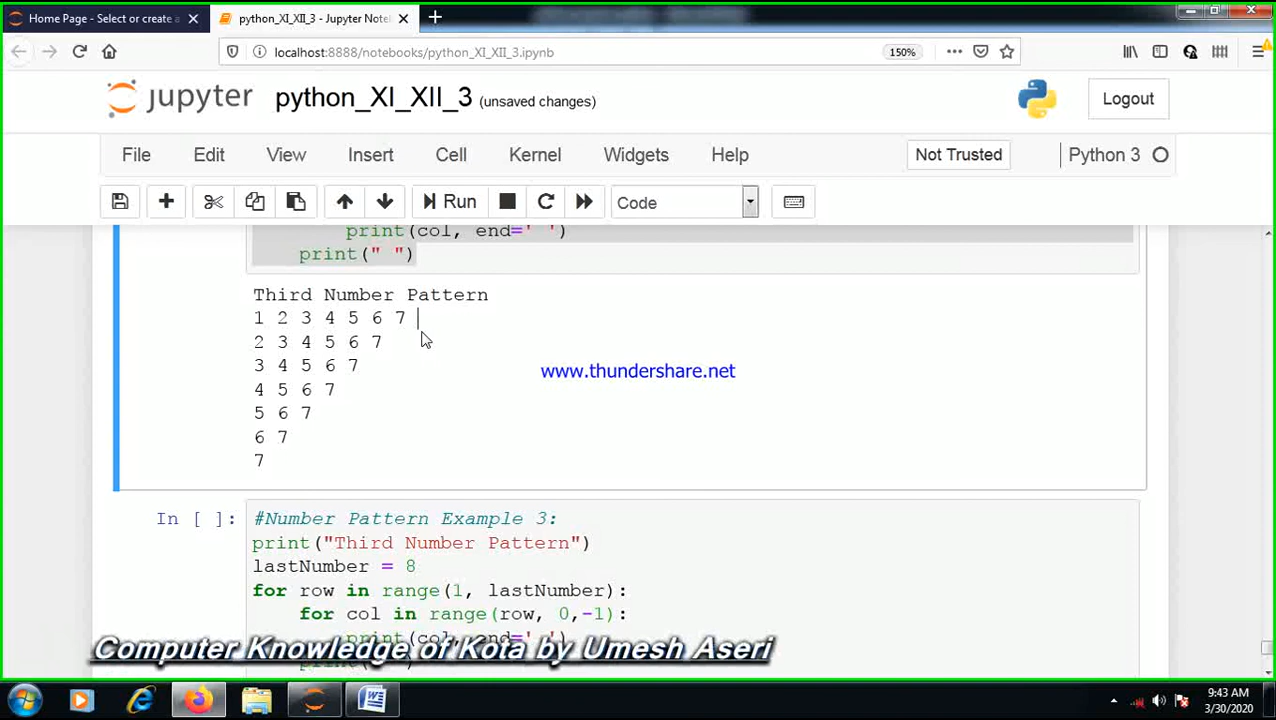 Home Page - Select or create a
python_XI_XII_3 - Jupyter Note
localhost:8888/notebooks/python_XI_XII_3.ipynb
150%
jupyter python_XI_XII_3 (unsaved changes)
Logout
File Edit View Insert Cell Kernel Widgets Help
Not Trusted
Python 3
Run
Code
print(col, end=' ')
print(" ")
Third Number Pattern
1 2 3 4 5 6 7
2 3 4 5 6 7
3 4 5 6 7
4 5 6 7
5 6 7
6 7
7
www.thundershare.net
In [ ]:
#Number Pattern Example 3:
print("Third Number Pattern")
lastNumber = 8
for row in range(1, lastNumber):
for col in range(row, 0,-1):
print(col, end=' ')
Computer Knowledge of Kota by Umesh Aseri
9:43 AM
3/30/2020